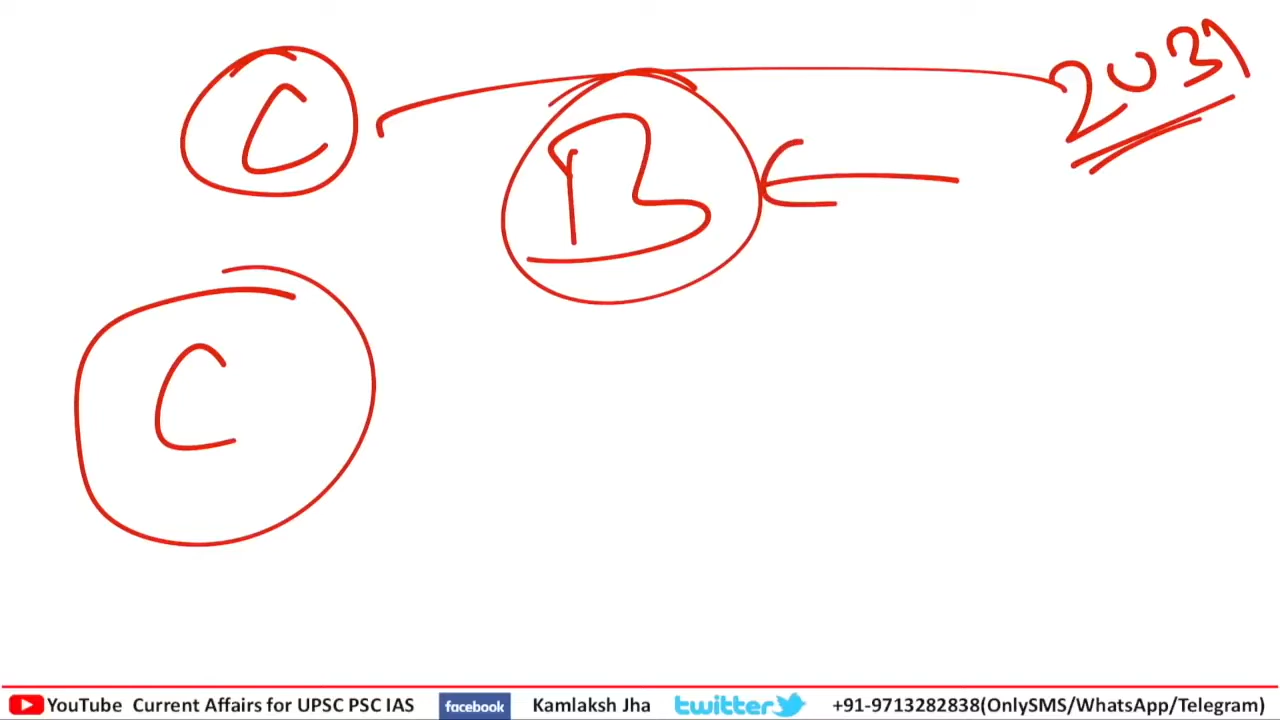 C B 2031
C
YouTube Current Affairs for UPSC PSC IAS facebook Kamlaksh Jha twitter +91-9713282838(OnlySMS/WhatsApp/Telegram)